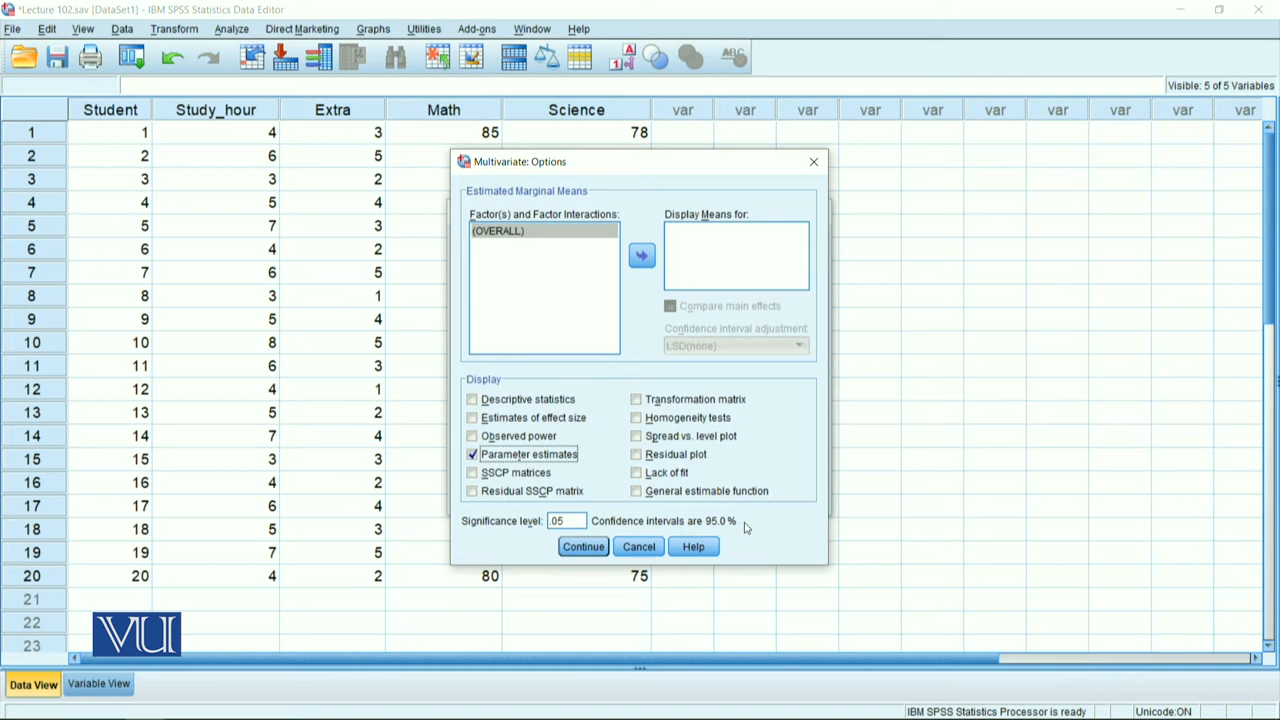 *Lecture 102.sav [DataSet1] - IBM SPSS Statistics Data Editor
File Edit View Data Transform Analyze Direct Marketing Graphs Utilities Add-ons Window Help
Visible: 5 of 5 Variables
Student Study_hour Extra Math Science var var var var var var var var var var
1 1 4 3 85 78
2 2 6 5
3 3 3 2
4 4 5 4
5 5 7 3
6 6 4 2
7 7 6 5
8 8 3 1
9 9 5 4
10 10 8 5
11 11 6 3
12 12 4 1
13 13 5 2
14 14 7 4
15 15 3 3
16 16 4 2
17 17 6 4
18 18 5 3
19 19 7 5
20 20 4 2 80 75
21
22
23
Multivariate: Options
Estimated Marginal Means
Factor(s) and Factor Interactions: Display Means for:
(OVERALL)
Compare main effects
Confidence interval adjustment:
LSD(none)
Display
Descriptive statistics Transformation matrix
Estimates of effect size Homogeneity tests
Observed power Spread vs. level plot
Parameter estimates Residual plot
SSCP matrices Lack of fit
Residual SSCP matrix General estimable function
Significance level: .05 Confidence intervals are 95.0 %
Continue Cancel Help
VU
Data View Variable View
IBM SPSS Statistics Processor is ready Unicode:ON